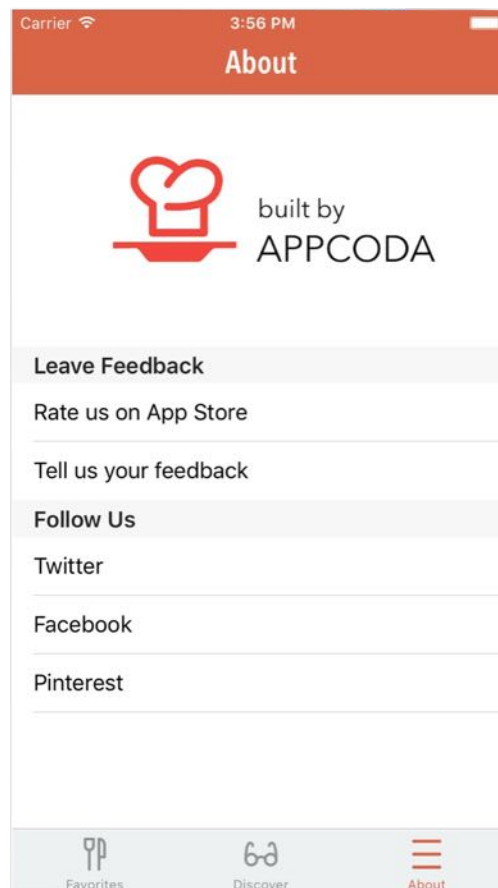 Carrier 3:56 PM
About
built by
APPCODA
Leave Feedback
Rate us on App Store
Tell us your feedback
Follow Us
Twitter
Facebook
Pinterest
Favorites Discover About